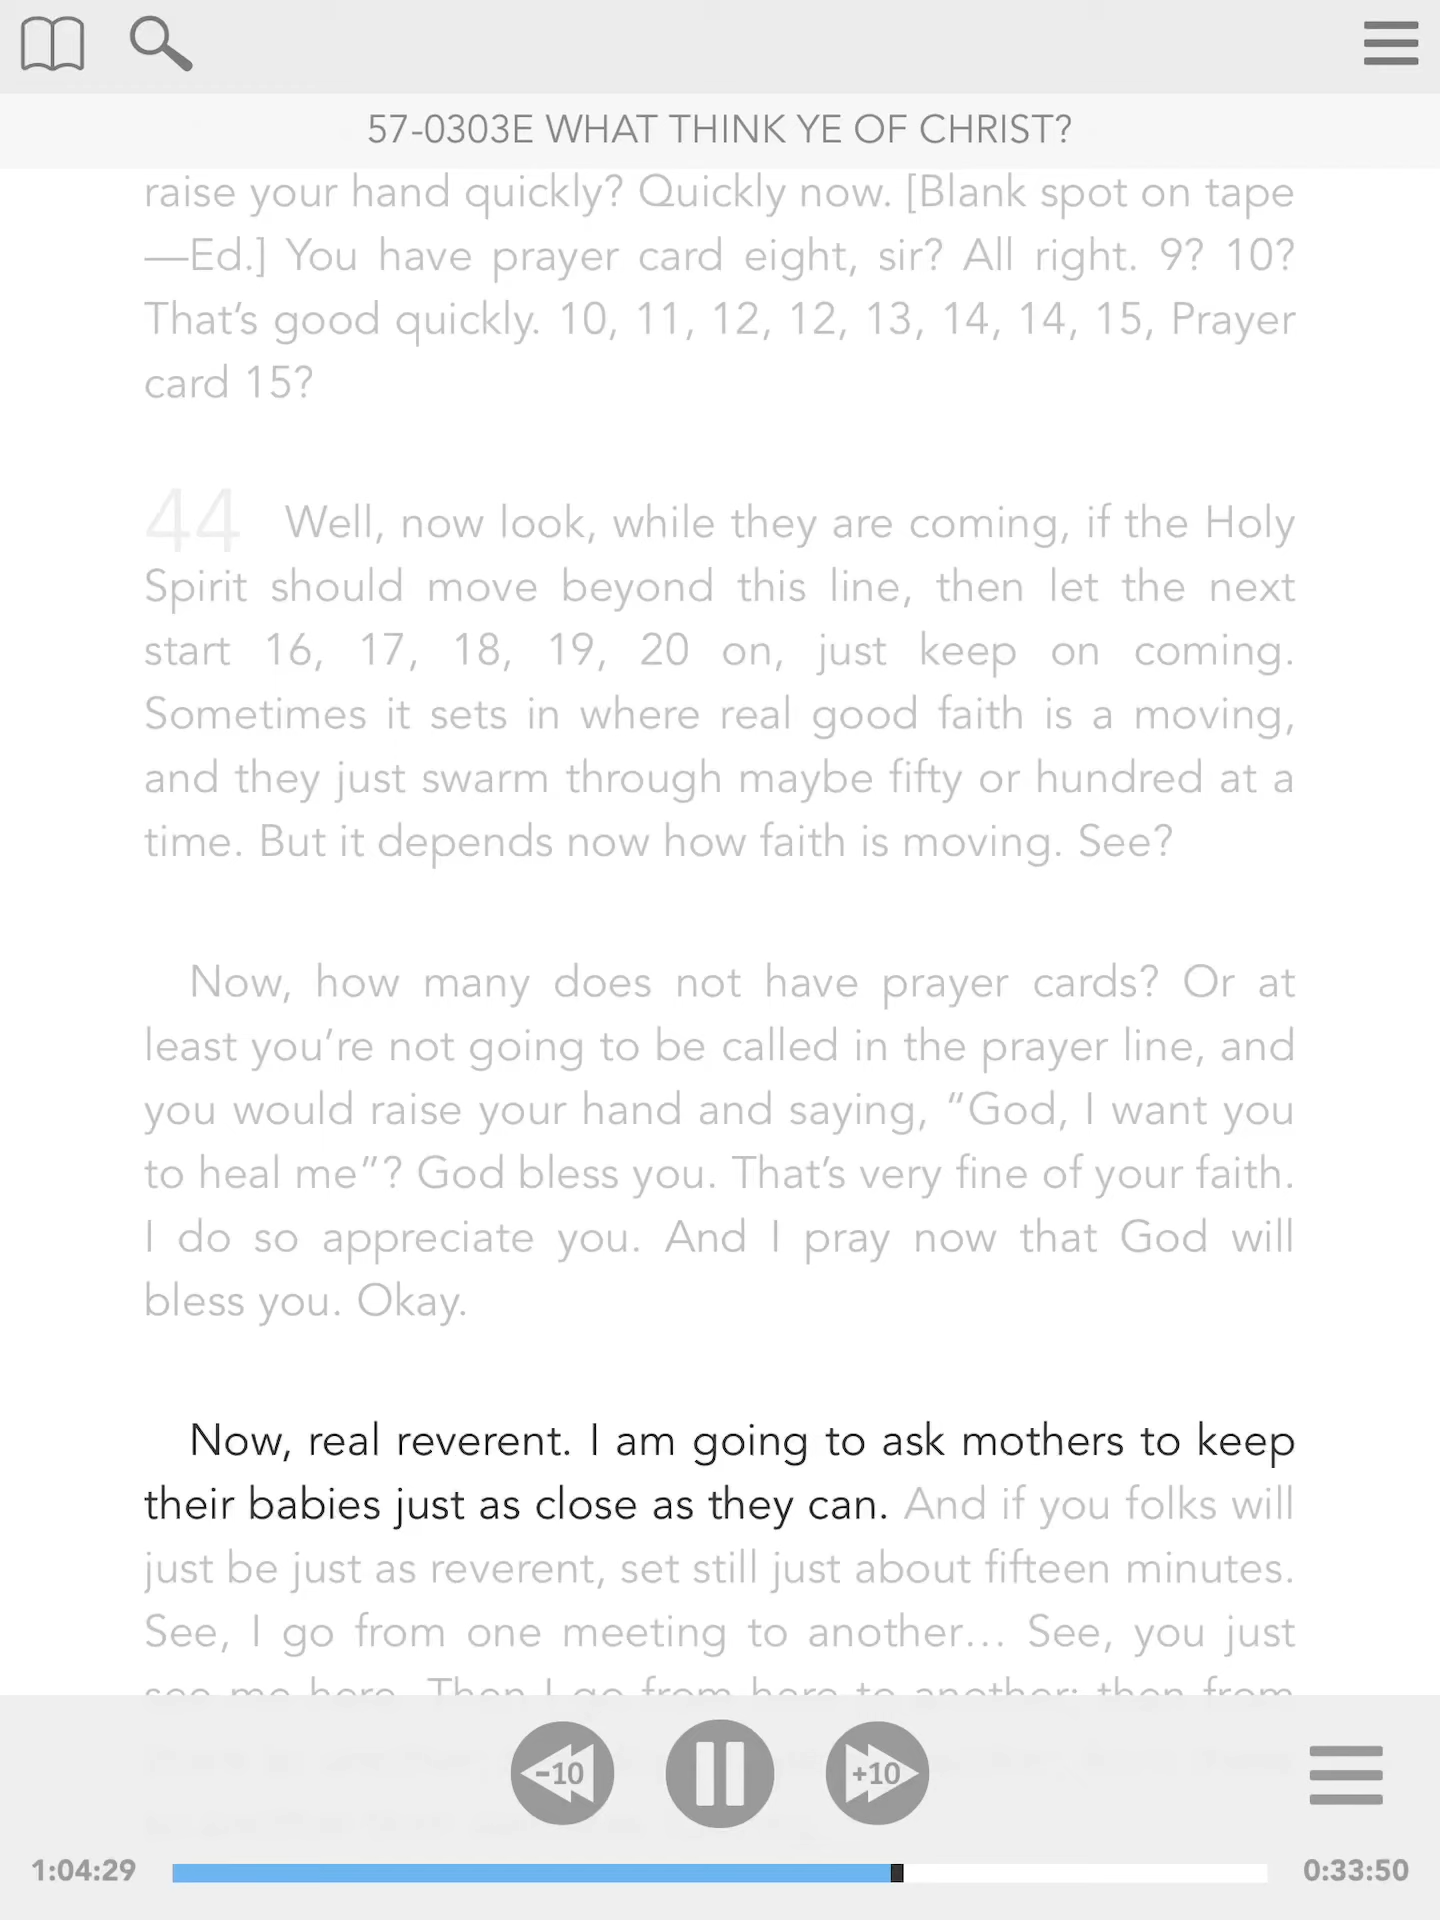 57-0303E WHAT THINK YE OF CHRIST?
raise your hand quickly? Quickly now. [Blank spot on tape
—Ed.] You have prayer card eight, sir? All right. 9? 10?
That’s good quickly. 10, 11, 12, 12, 13, 14, 14, 15, Prayer
card 15?
44 Well, now look, while they are coming, if the Holy
Spirit should move beyond this line, then let the next
start 16, 17, 18, 19, 20 on, just keep on coming.
Sometimes it sets in where real good faith is a moving,
and they just swarm through maybe fifty or hundred at a
time. But it depends now how faith is moving. See?
Now, how many does not have prayer cards? Or at
least you’re not going to be called in the prayer line, and
you would raise your hand and saying, “God, I want you
to heal me”? God bless you. That’s very fine of your faith.
I do so appreciate you. And I pray now that God will
bless you. Okay.
Now, real reverent. I am going to ask mothers to keep
their babies just as close as they can. And if you folks will
just be just as reverent, set still just about fifteen minutes.
See, I go from one meeting to another… See, you just
see me here. Then I go from here to another; then from
-10 +10
1:04:29 0:33:50